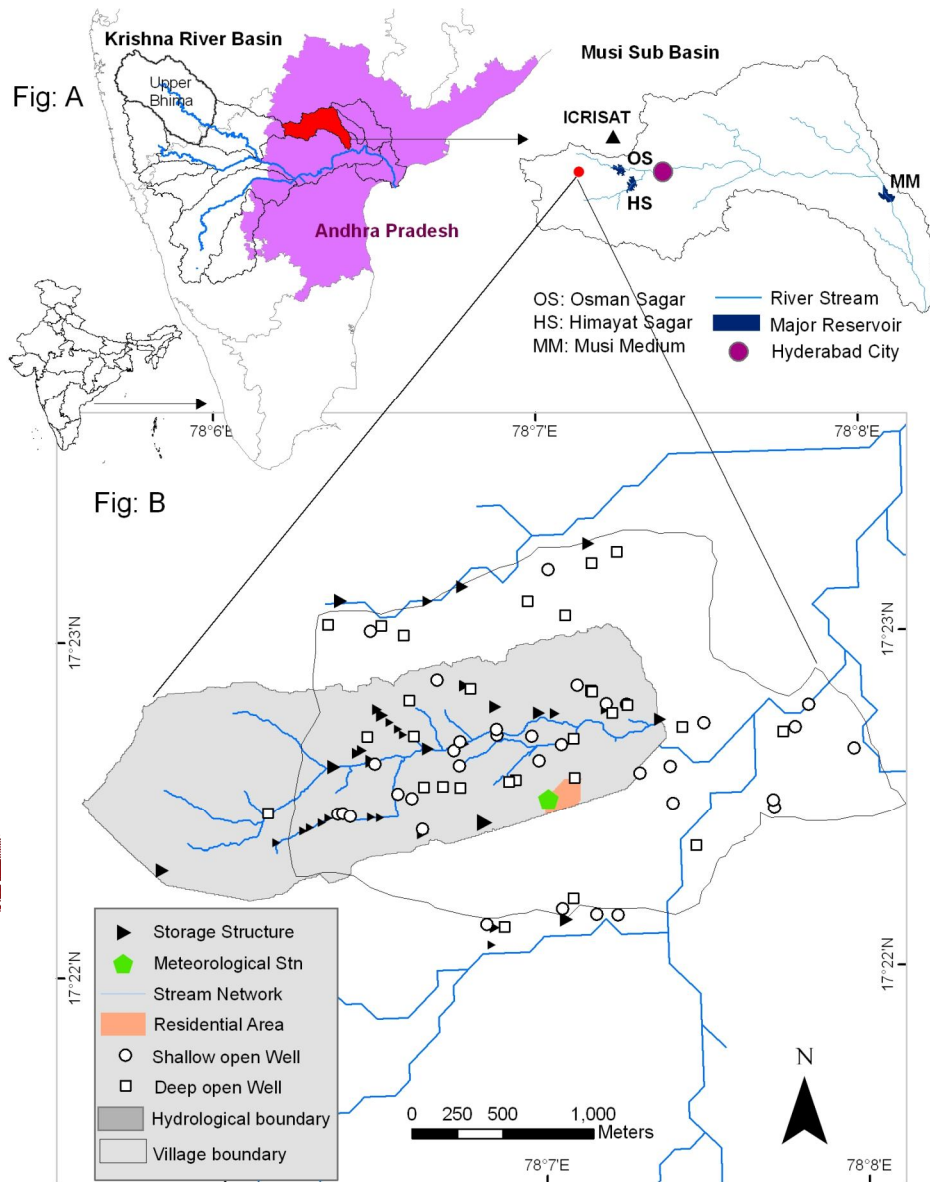 Krishna River Basin
Musi Sub Basin
Fig: A
Upper
Bhima
ICRISAT
OS
HS
MM
Andhra Pradesh
OS: Osman Sagar
HS: Himayat Sagar
MM: Musi Medium
River Stream
Major Reservoir
Hyderabad City
78°6'E
78°7'E
78°8'E
Fig: B
17°23'N
17°23'N
17°22'N
17°22'N
Storage Structure
Meteorological Stn
Stream Network
Residential Area
Shallow open Well
Deep open Well
Hydrological boundary
Village boundary
0 250 500 1,000
Meters
N
78°7'E
78°8'E